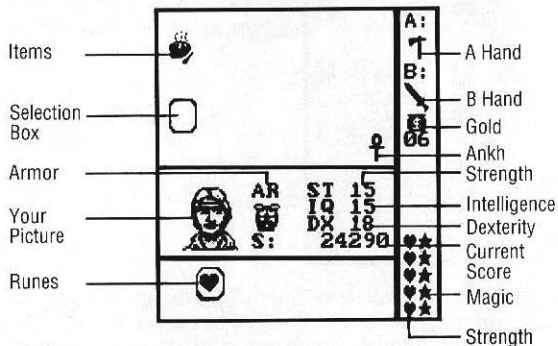 Items
Selection
Box
Armor
Your
Picture
Runes
A:
B:
06
AR ST 15
IQ 15
DX 18
S: 24290
A Hand
B Hand
Gold
Ankh
Strength
Intelligence
Dexterity
Current
Score
Magic
Strength